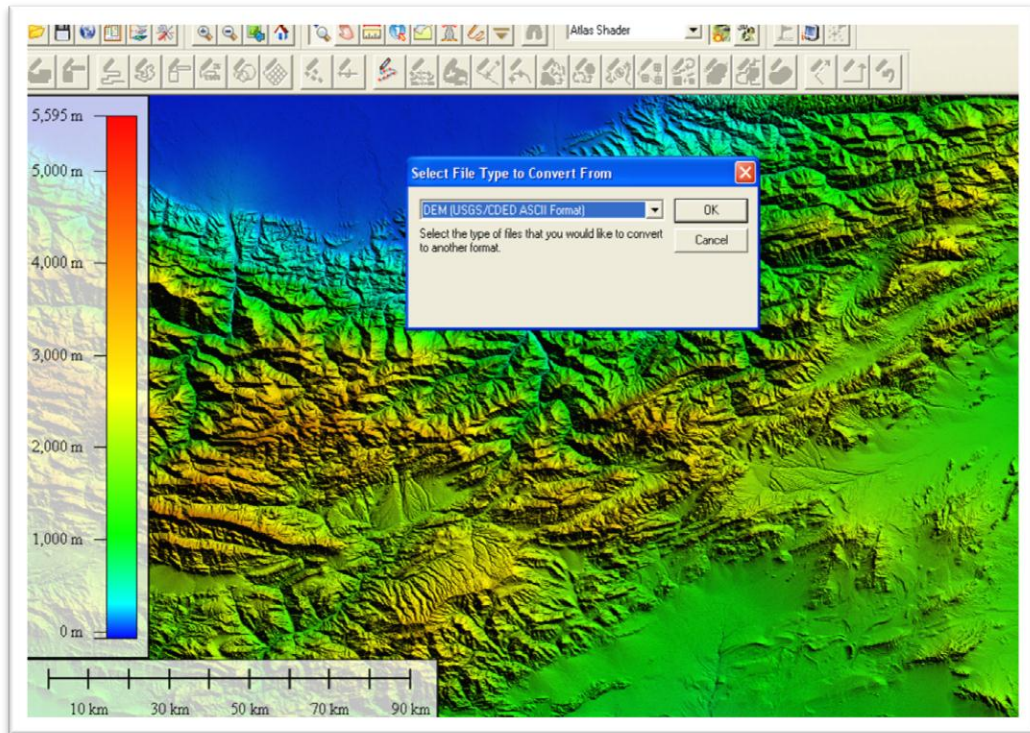 Atlas Shader
5,595 m
5,000 m
4,000 m
3,000 m
2,000 m
1,000 m
0 m
Select File Type to Convert From
DEM (USGS/CDED ASCII Format)
OK
Select the type of files that you would like to convert
to another format.
Cancel
10 km 30 km 50 km 70 km 90 km